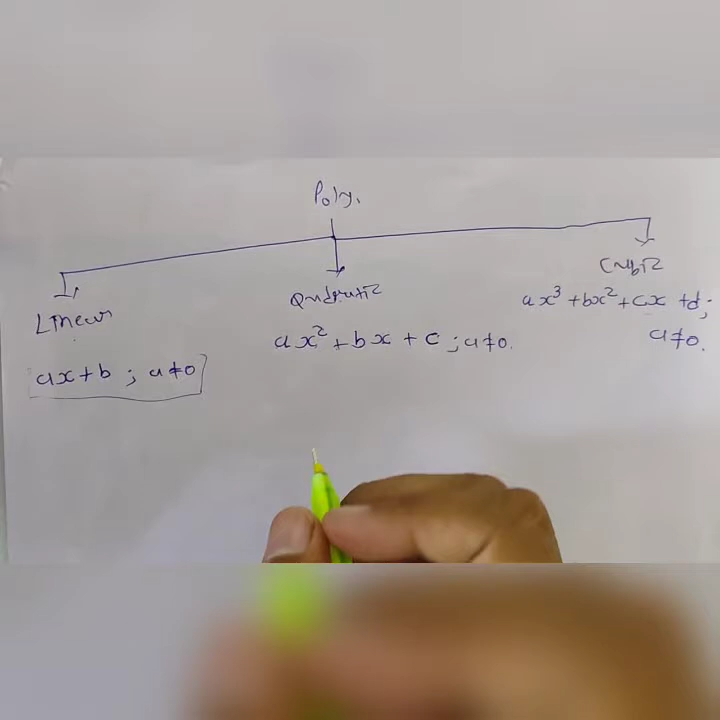 Poly.
Linear
Quadratic
Cubic
ax + b ; a ≠ 0
ax² + bx + c ; a ≠ 0.
ax³ + bx² + cx + d ;
a ≠ 0.